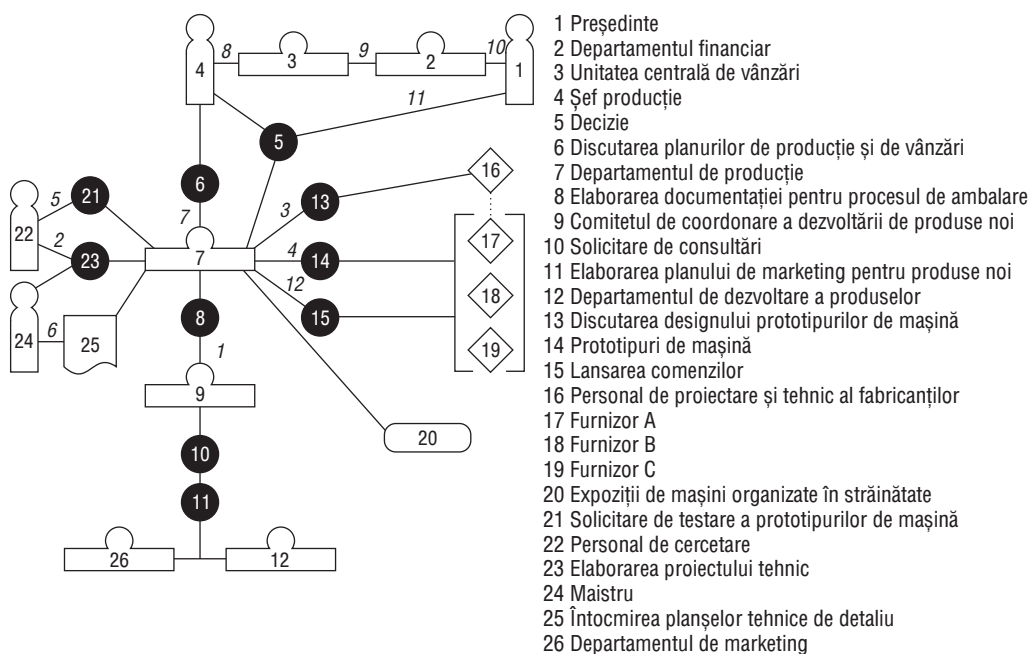 8 9 10
4 3 2 1
11
5
6
5 21 7 3 13 16
22 2 23 7 4 14 17
12
24 6 25 8 15 18
1 19
9
20
10
11
26 12
1 Președinte
2 Departamentul financiar
3 Unitatea centrală de vânzări
4 Șef producție
5 Decizie
6 Discutarea planurilor de producție și de vânzări
7 Departamentul de producție
8 Elaborarea documentației pentru procesul de ambalare
9 Comitetul de coordonare a dezvoltării de produse noi
10 Solicitare de consultări
11 Elaborarea planului de marketing pentru produse noi
12 Departamentul de dezvoltare a produselor
13 Discutarea designului prototipurilor de mașină
14 Prototipuri de mașină
15 Lansarea comenzilor
16 Personal de proiectare și tehnic al fabricanților
17 Furnizor A
18 Furnizor B
19 Furnizor C
20 Expoziții de mașini organizate în străinătate
21 Solicitare de testare a prototipurilor de mașină
22 Personal de cercetare
23 Elaborarea proiectului tehnic
24 Maistru
25 Întocmirea planșelor tehnice de detaliu
26 Departamentul de marketing